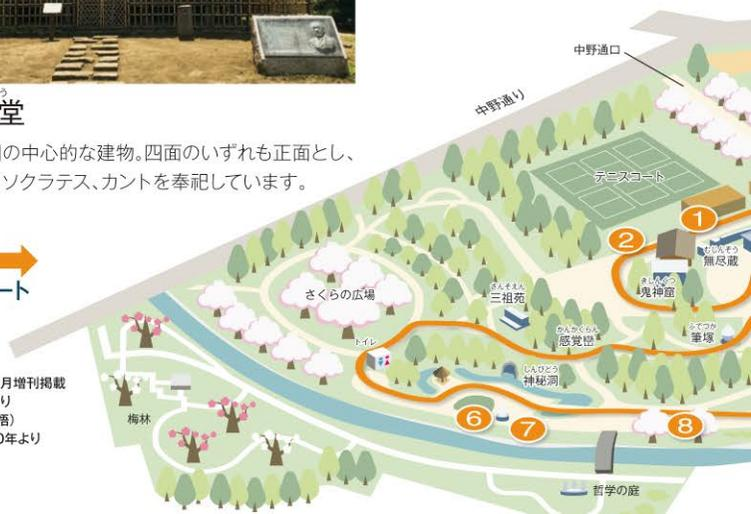 う
堂
の中心的な建物。四面のいずれも正面とし、
ソクラテス、カントを奉祀しています。
ート
月増刊掲載
り
悟)
0年より
中野通口
中野通り
テニスコート
1
2
むじんぞう
無尽蔵
きしんくつ
鬼神窟
さくらの広場
さんそえん
三祖苑
かんかくらん
感覚巒
ふでづか
筆塚
トイレ
しんぴどう
神秘洞
6
7
8
梅林
哲学の庭